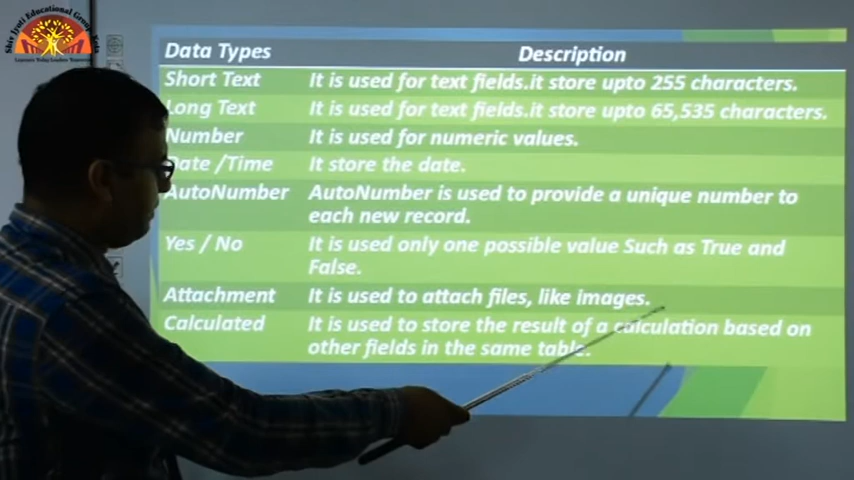 Shiv Jyoti Educational Group, Kota
Data Types Description
Short Text It is used for text fields.it store upto 255 characters.
Long Text It is used for text fields.it store upto 65,535 characters.
Number It is used for numeric values.
Date /Time It store the date.
AutoNumber AutoNumber is used to provide a unique number to
each new record.
Yes / No It is used only one possible value Such as True and
False.
Attachment It is used to attach files, like images.
Calculated It is used to store the result of a calculation based on
other fields in the same table.